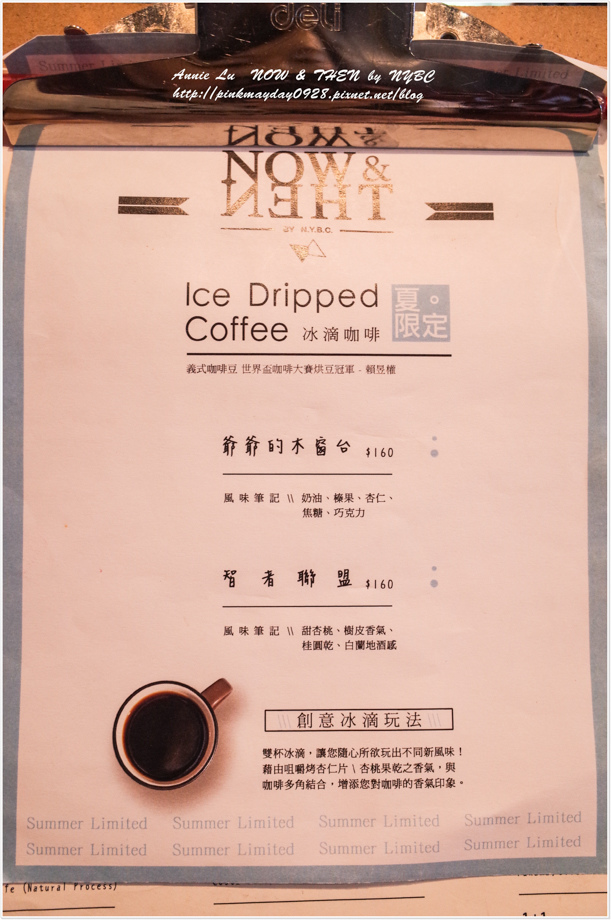 deli
Summer Limited
Summer Limited
Annie Lu NOW & THEN by NYBC
http://pinkmayday0928.pixnet.net/blog
NOW &
THEN
BY N.Y.B.C.
Ice Dripped
Coffee 冰滴咖啡
夏。
限定
義式咖啡豆 世界盃咖啡大賽烘豆冠軍 - 賴昱權
爺爺的木窗台 $160
風味筆記 \\ 奶油、榛果、杏仁、
焦糖、巧克力
智者聯盟 $160
風味筆記 \\ 甜杏桃、樹皮香氣、
桂圓乾、白蘭地酒感
\\\ 創意冰滴玩法 \\\
雙杯冰滴，讓您隨心所欲玩出不同新風味！
藉由咀嚼烤杏仁片 \ 杏桃果乾之香氣，與
咖啡多角結合，增添您對咖啡的香氣印象。
Summer Limited Summer Limited Summer Limited Summer Limited
Summer Limited Summer Limited Summer Limited Summer Limited
(Natural Process)